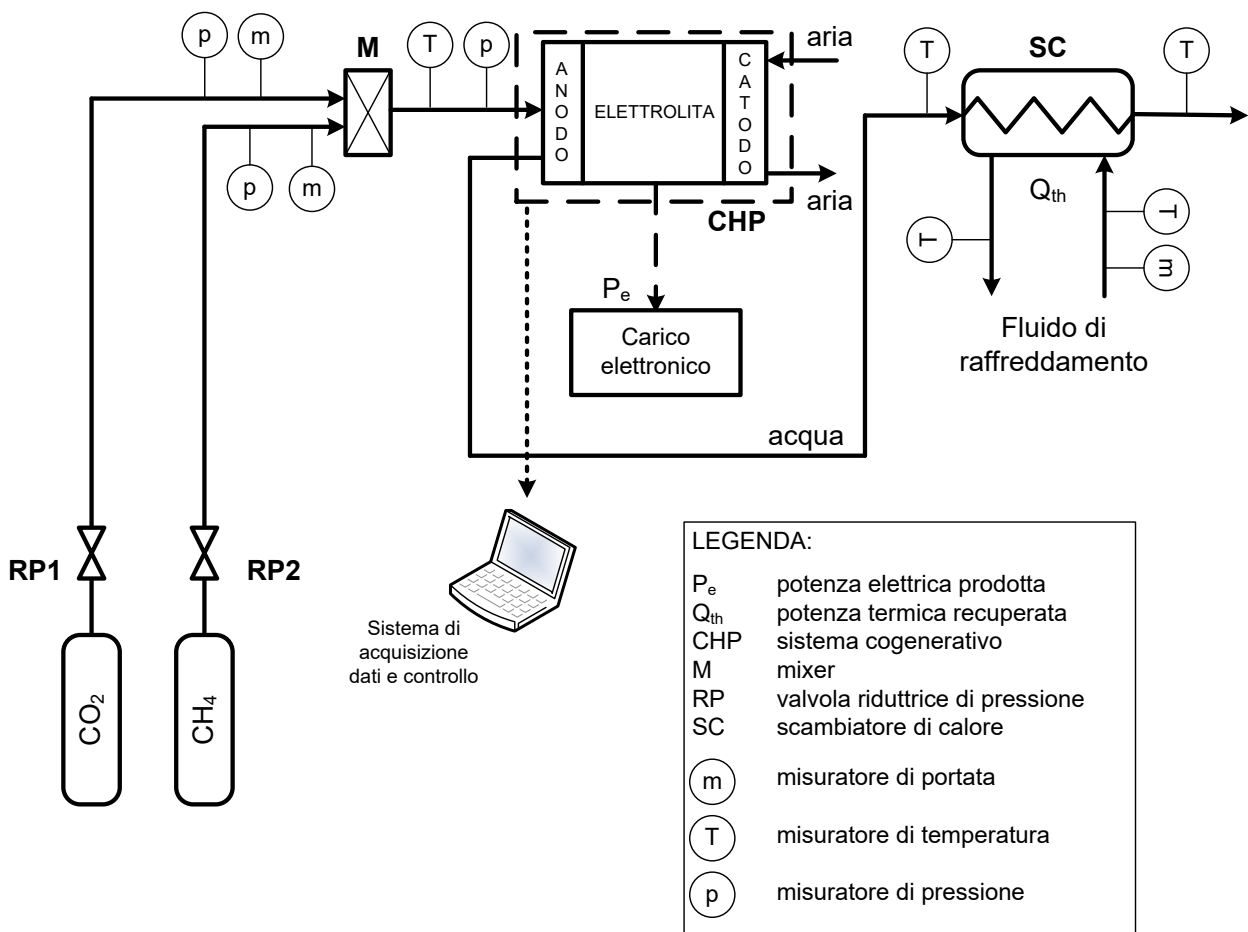 p
m
M
T
p
aria
T
SC
T
A
N
O
D
O
ELETTROLITA
C
A
T
O
D
O
p
m
aria
CHP
Qth
T
T
m
Pe
Carico
elettronico
Fluido di
raffreddamento
acqua
RP1
RP2
CO2
CH4
Sistema di
acquisizione
dati e controllo
LEGENDA:
Pe potenza elettrica prodotta
Qth potenza termica recuperata
CHP sistema cogenerativo
M mixer
RP valvola riduttrice di pressione
SC scambiatore di calore
m misuratore di portata
T misuratore di temperatura
p misuratore di pressione